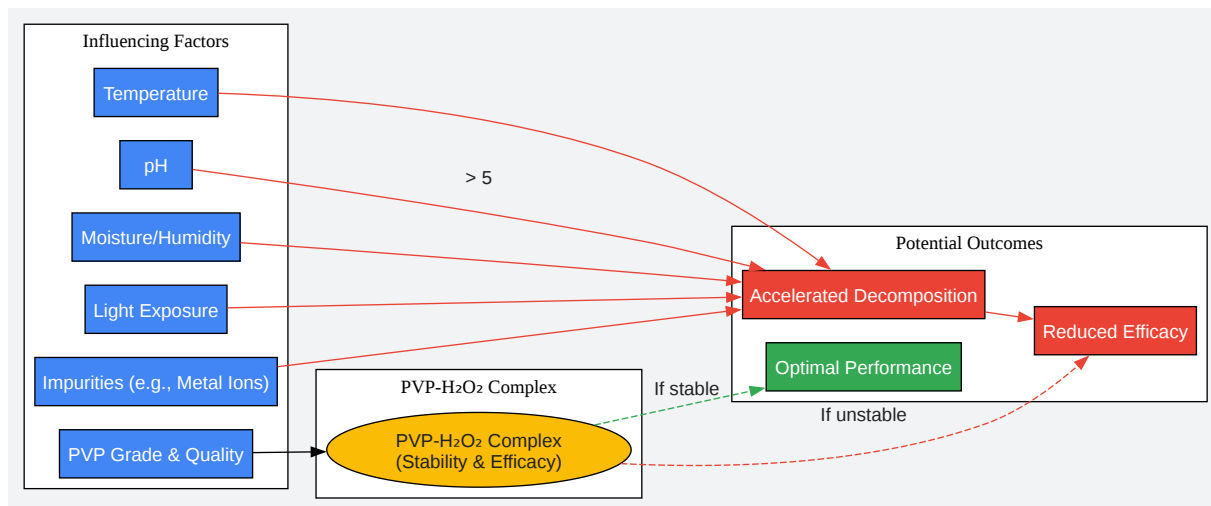 Influencing Factors
Temperature
pH
> 5
Moisture/Humidity
Light Exposure
Impurities (e.g., Metal Ions)
PVP Grade & Quality
PVP-H₂O₂ Complex
PVP-H₂O₂ Complex
(Stability & Efficacy)
If stable
If unstable
Potential Outcomes
Accelerated Decomposition
Reduced Efficacy
Optimal Performance